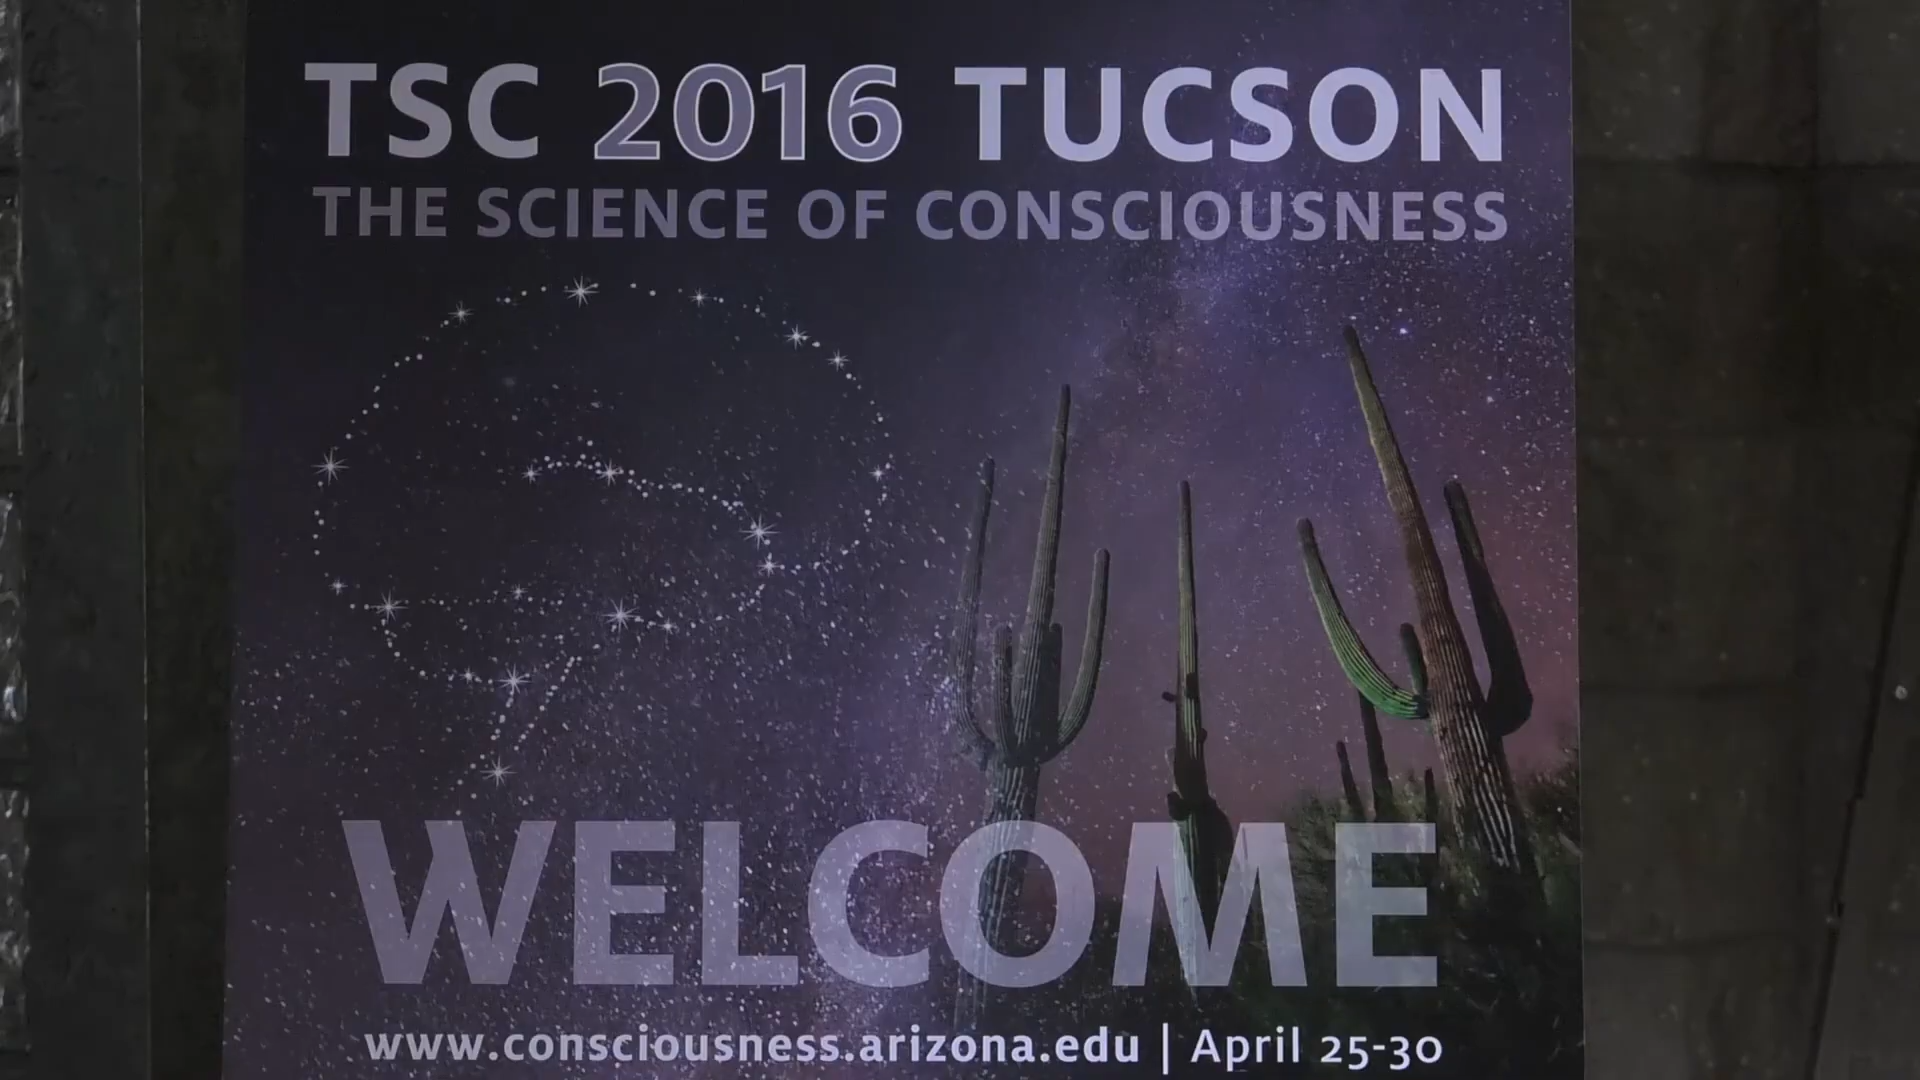 TSC 2016 TUCSON
THE SCIENCE OF CONSCIOUSNESS
WELCOME
www.consciousness.arizona.edu | April 25-30